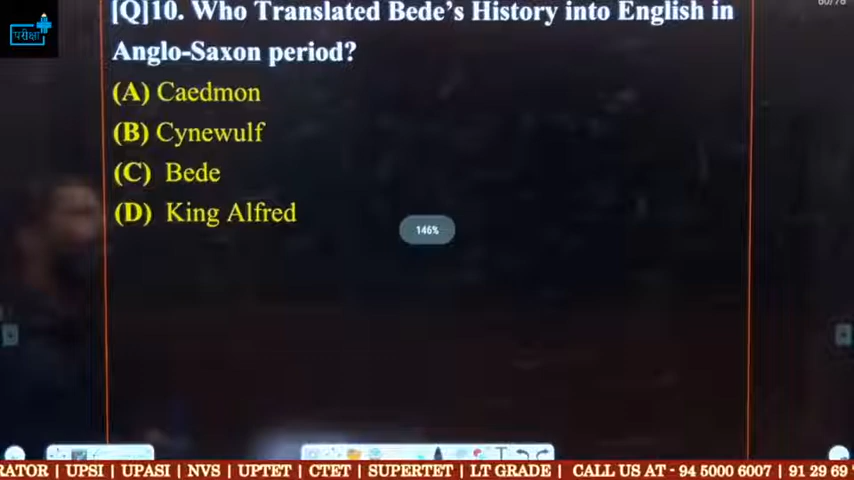 परीक्षा
[Q]10. Who Translated Bede's History into English in
Anglo-Saxon period?
(A) Caedmon
(B) Cynewulf
(C) Bede
(D) King Alfred
146%
RATOR | UPSI | UPASI | NVS | UPTET | CTET | SUPERTET | LT GRADE | CALL US AT - 94 5000 6007 | 91 29 69